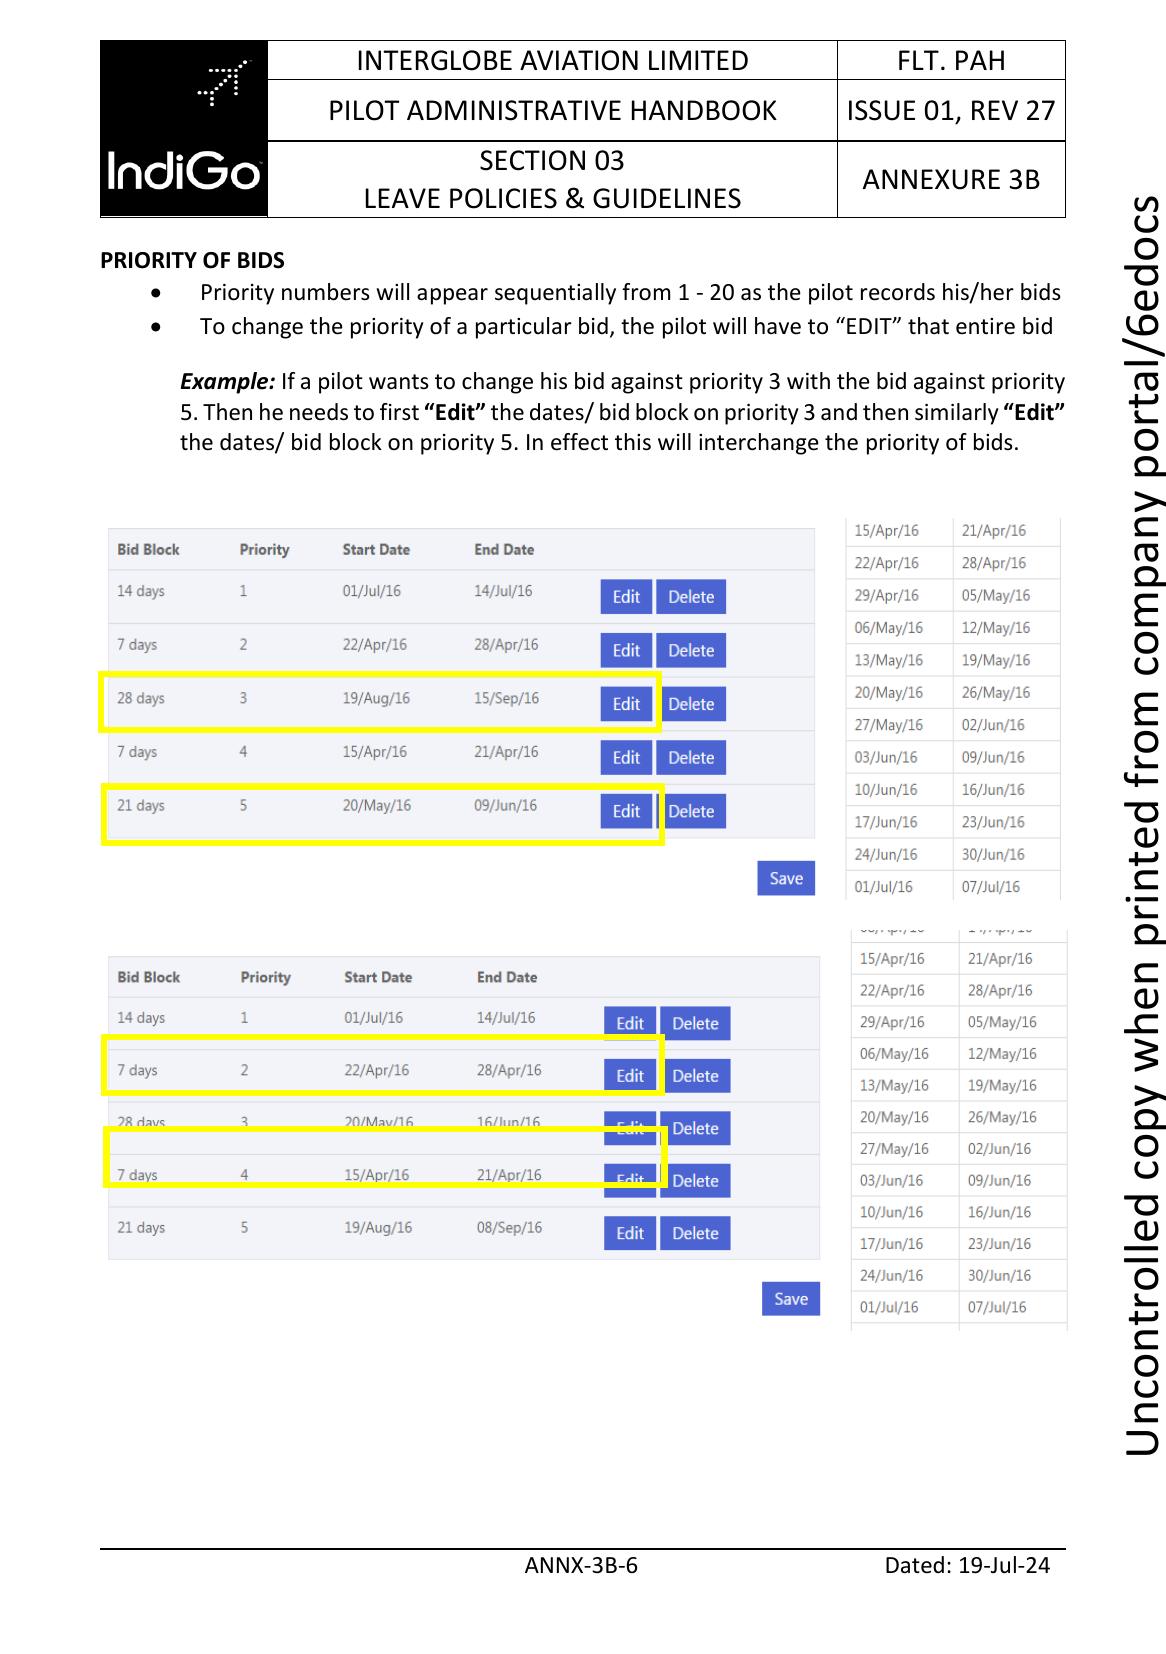 INTERGLOBE AVIATION LIMITED
FLT. PAH
PILOT ADMINISTRATIVE HANDBOOK
ISSUE 01, REV 27
IndiGo
SECTION 03
LEAVE POLICIES & GUIDELINES
ANNEXURE 3B
PRIORITY OF BIDS
• Priority numbers will appear sequentially from 1 - 20 as the pilot records his/her bids
• To change the priority of a particular bid, the pilot will have to “EDIT” that entire bid
Example: If a pilot wants to change his bid against priority 3 with the bid against priority
5. Then he needs to first “Edit” the dates/ bid block on priority 3 and then similarly “Edit”
the dates/ bid block on priority 5. In effect this will interchange the priority of bids.
Bid Block Priority Start Date End Date
14 days 1 01/Jul/16 14/Jul/16 Edit Delete
7 days 2 22/Apr/16 28/Apr/16 Edit Delete
28 days 3 19/Aug/16 15/Sep/16 Edit Delete
7 days 4 15/Apr/16 21/Apr/16 Edit Delete
21 days 5 20/May/16 09/Jun/16 Edit Delete
Save
15/Apr/16 21/Apr/16
22/Apr/16 28/Apr/16
29/Apr/16 05/May/16
06/May/16 12/May/16
13/May/16 19/May/16
20/May/16 26/May/16
27/May/16 02/Jun/16
03/Jun/16 09/Jun/16
10/Jun/16 16/Jun/16
17/Jun/16 23/Jun/16
24/Jun/16 30/Jun/16
01/Jul/16 07/Jul/16
Bid Block Priority Start Date End Date
14 days 1 01/Jul/16 14/Jul/16 Edit Delete
7 days 2 22/Apr/16 28/Apr/16 Edit Delete
28 days 3 20/May/16 16/Jun/16 Edit Delete
7 days 4 15/Apr/16 21/Apr/16 Edit Delete
21 days 5 19/Aug/16 08/Sep/16 Edit Delete
Save
15/Apr/16 21/Apr/16
22/Apr/16 28/Apr/16
29/Apr/16 05/May/16
06/May/16 12/May/16
13/May/16 19/May/16
20/May/16 26/May/16
27/May/16 02/Jun/16
03/Jun/16 09/Jun/16
10/Jun/16 16/Jun/16
17/Jun/16 23/Jun/16
24/Jun/16 30/Jun/16
01/Jul/16 07/Jul/16
Uncontrolled copy when printed from company portal/6edocs
ANNX-3B-6
Dated: 19-Jul-24